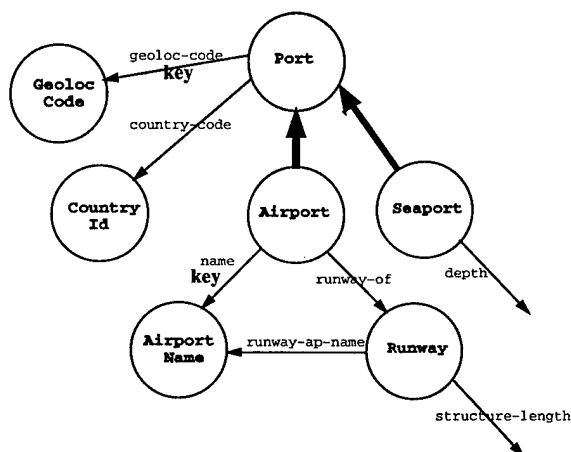 geoloc-code
key
Port
Geoloc
Code
country-code
Country
Id
Airport
Seaport
name
key
runway-of
depth
Airport
Name
runway-ap-name
Runway
structure-length